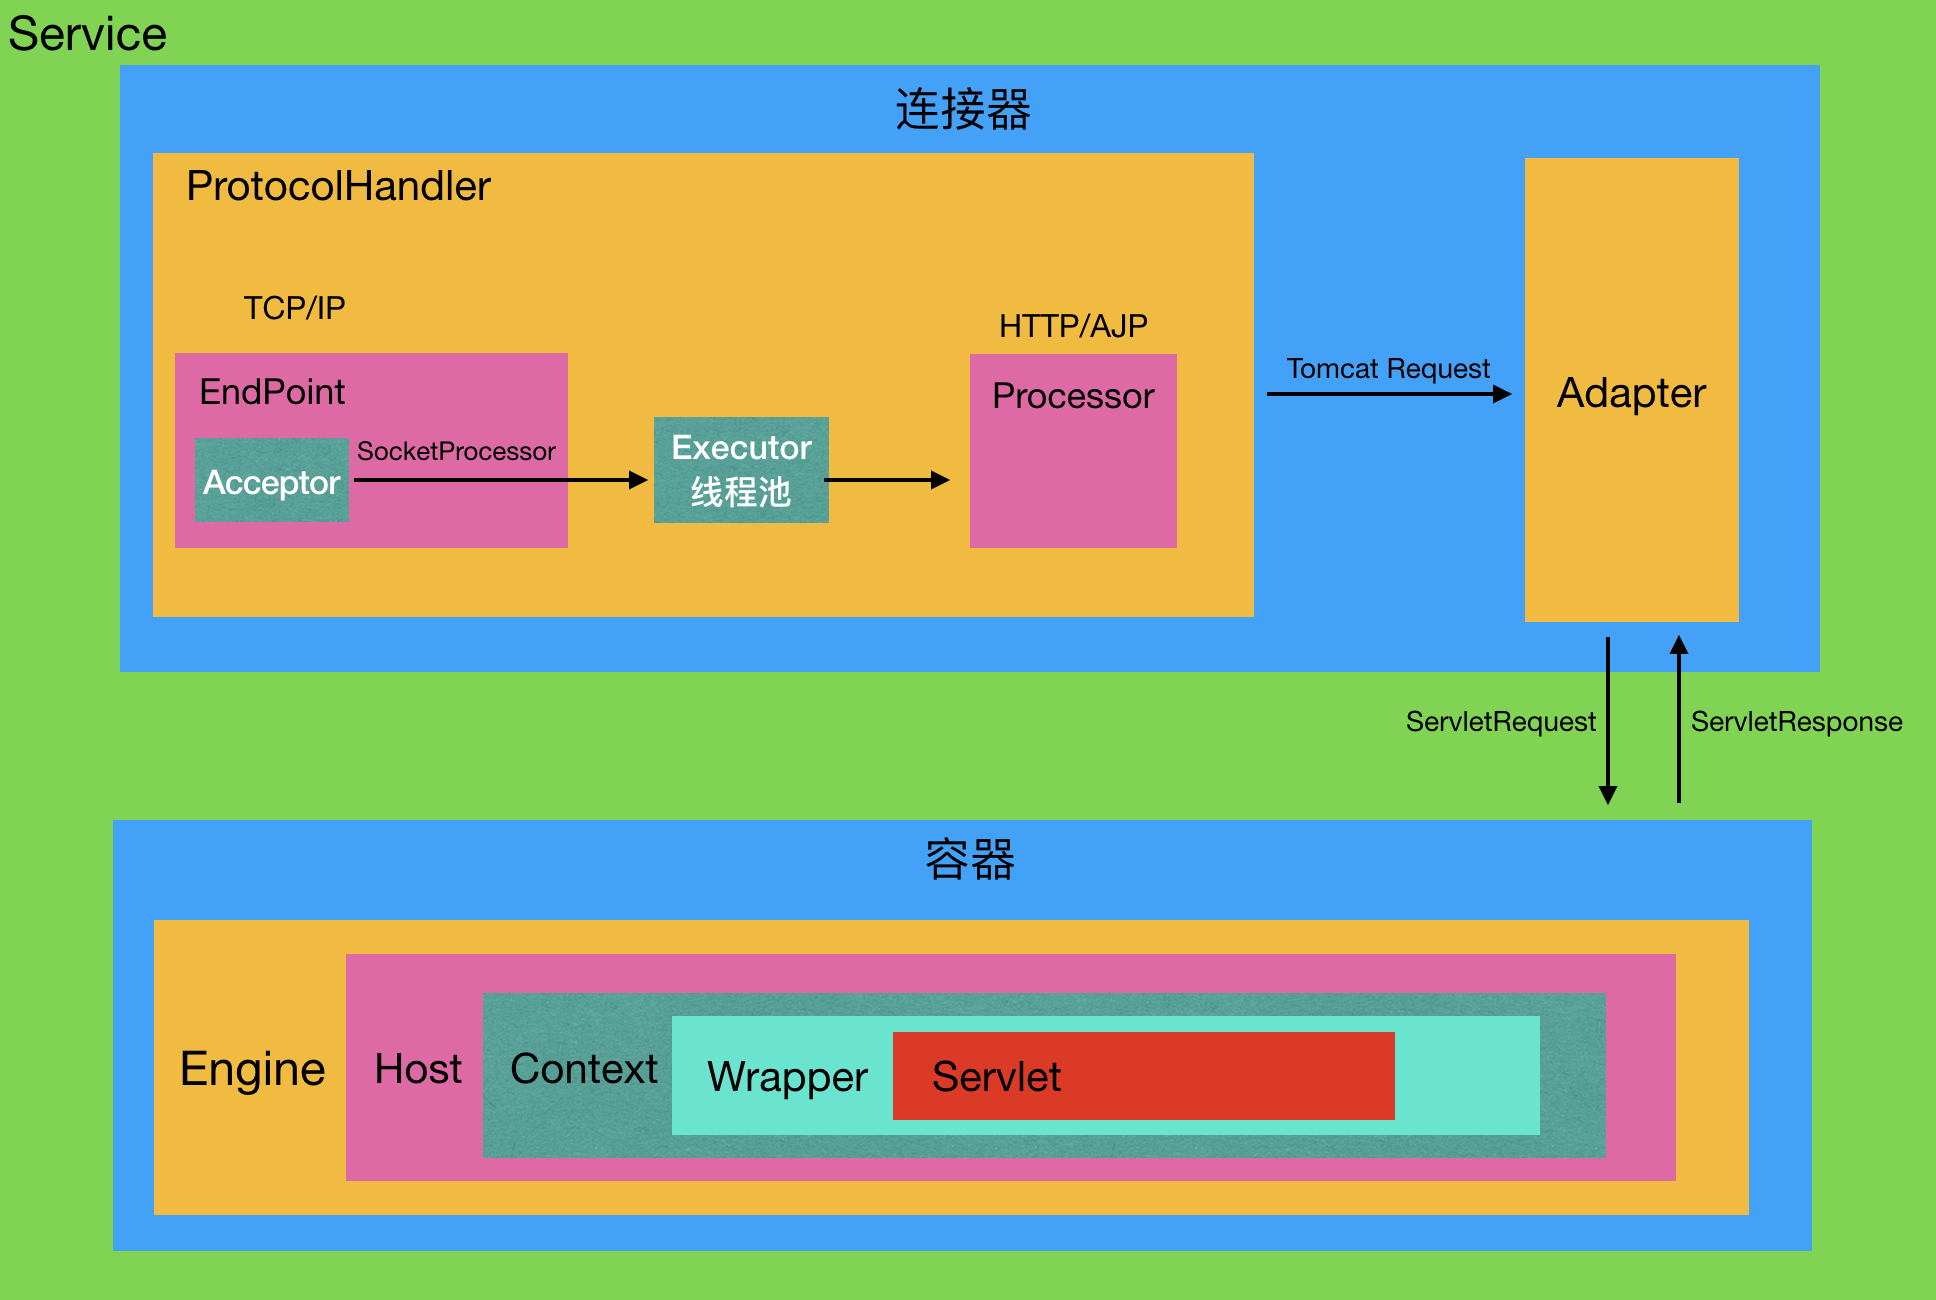 Service
连接器
ProtocolHandler
TCP/IP
HTTP/AJP
EndPoint
Acceptor
SocketProcessor
Executor
线程池
Processor
Tomcat Request
Adapter
ServletRequest
ServletResponse
容器
Engine
Host
Context
Wrapper
Servlet